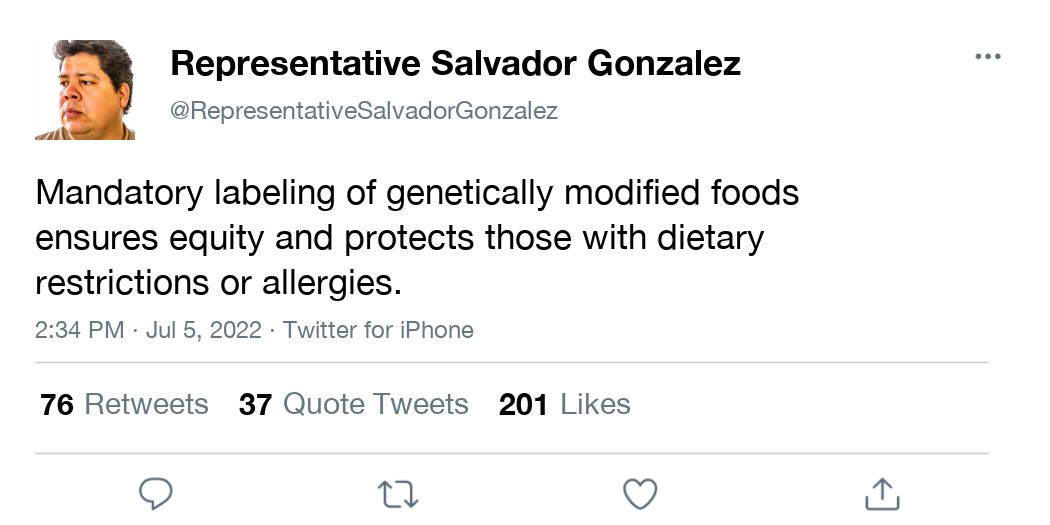 Representative Salvador Gonzalez
@RepresentativeSalvadorGonzalez
Mandatory labeling of genetically modified foods
ensures equity and protects those with dietary
restrictions or allergies.
2:34 PM · Jul 5, 2022 · Twitter for iPhone
76 Retweets 37 Quote Tweets 201 Likes